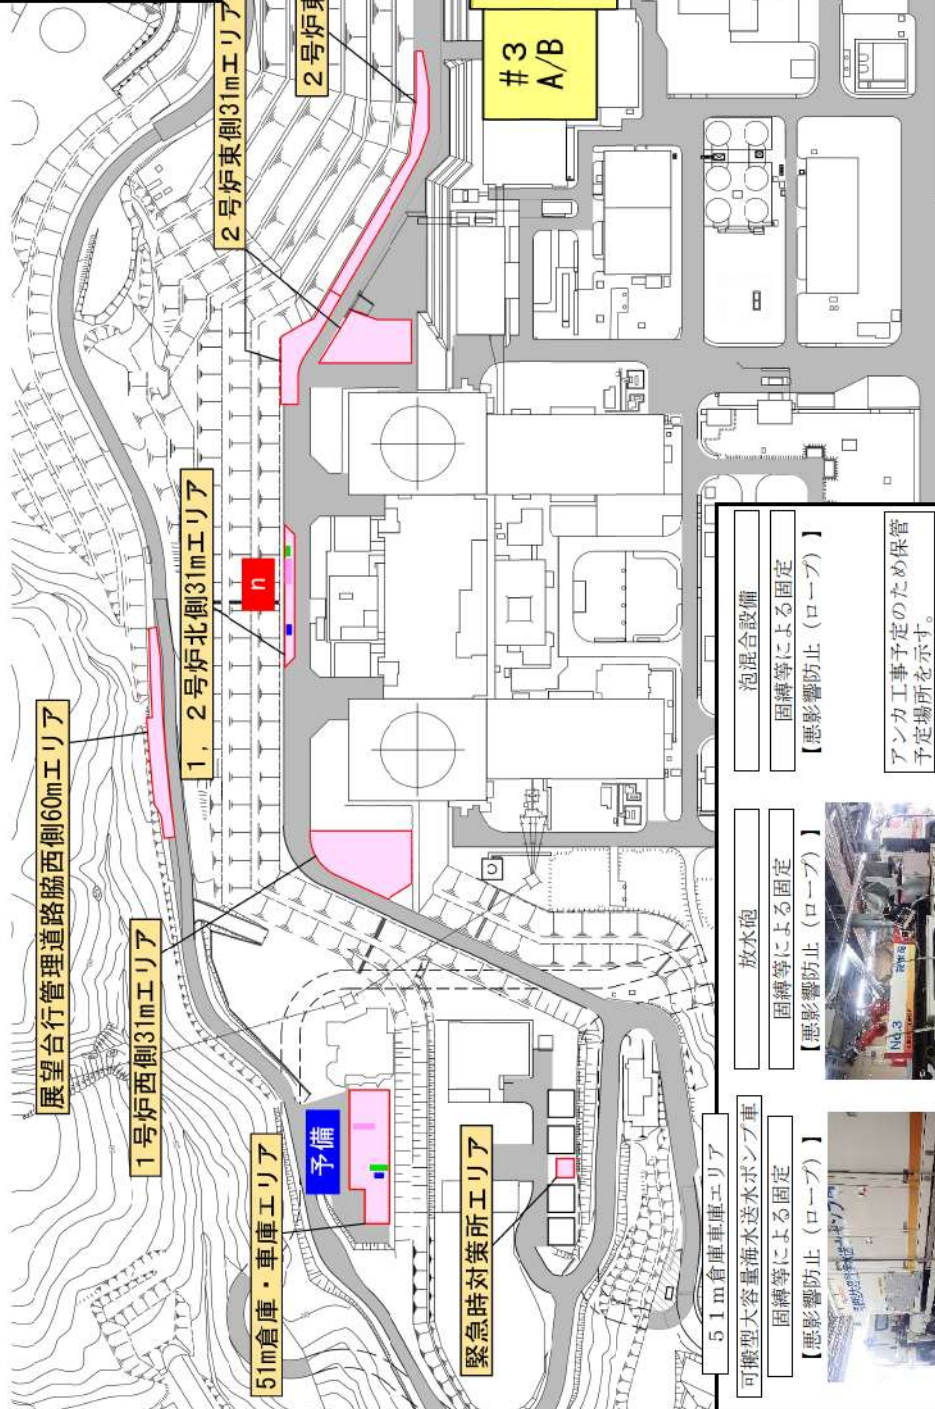 展望台行管理道路脇西側60mエリア
1号炉西側31mエリア
1,2号炉北側31mエリア
2号炉東側31mエリア
2号炉東
#3
A/B
n
51m倉庫・車庫エリア
予備
緊急時対策所エリア
51m倉庫車庫エリア
可搬型大容量海水送水ポンプ車
固縛等による固定
【悪影響防止(ロープ)】
放水砲
固縛等による固定
【悪影響防止(ロープ)】
No.3
泡混合設備
固縛等による固定
【悪影響防止(ロープ)】
アンカ工事予定のため保管
予定場所を示す。